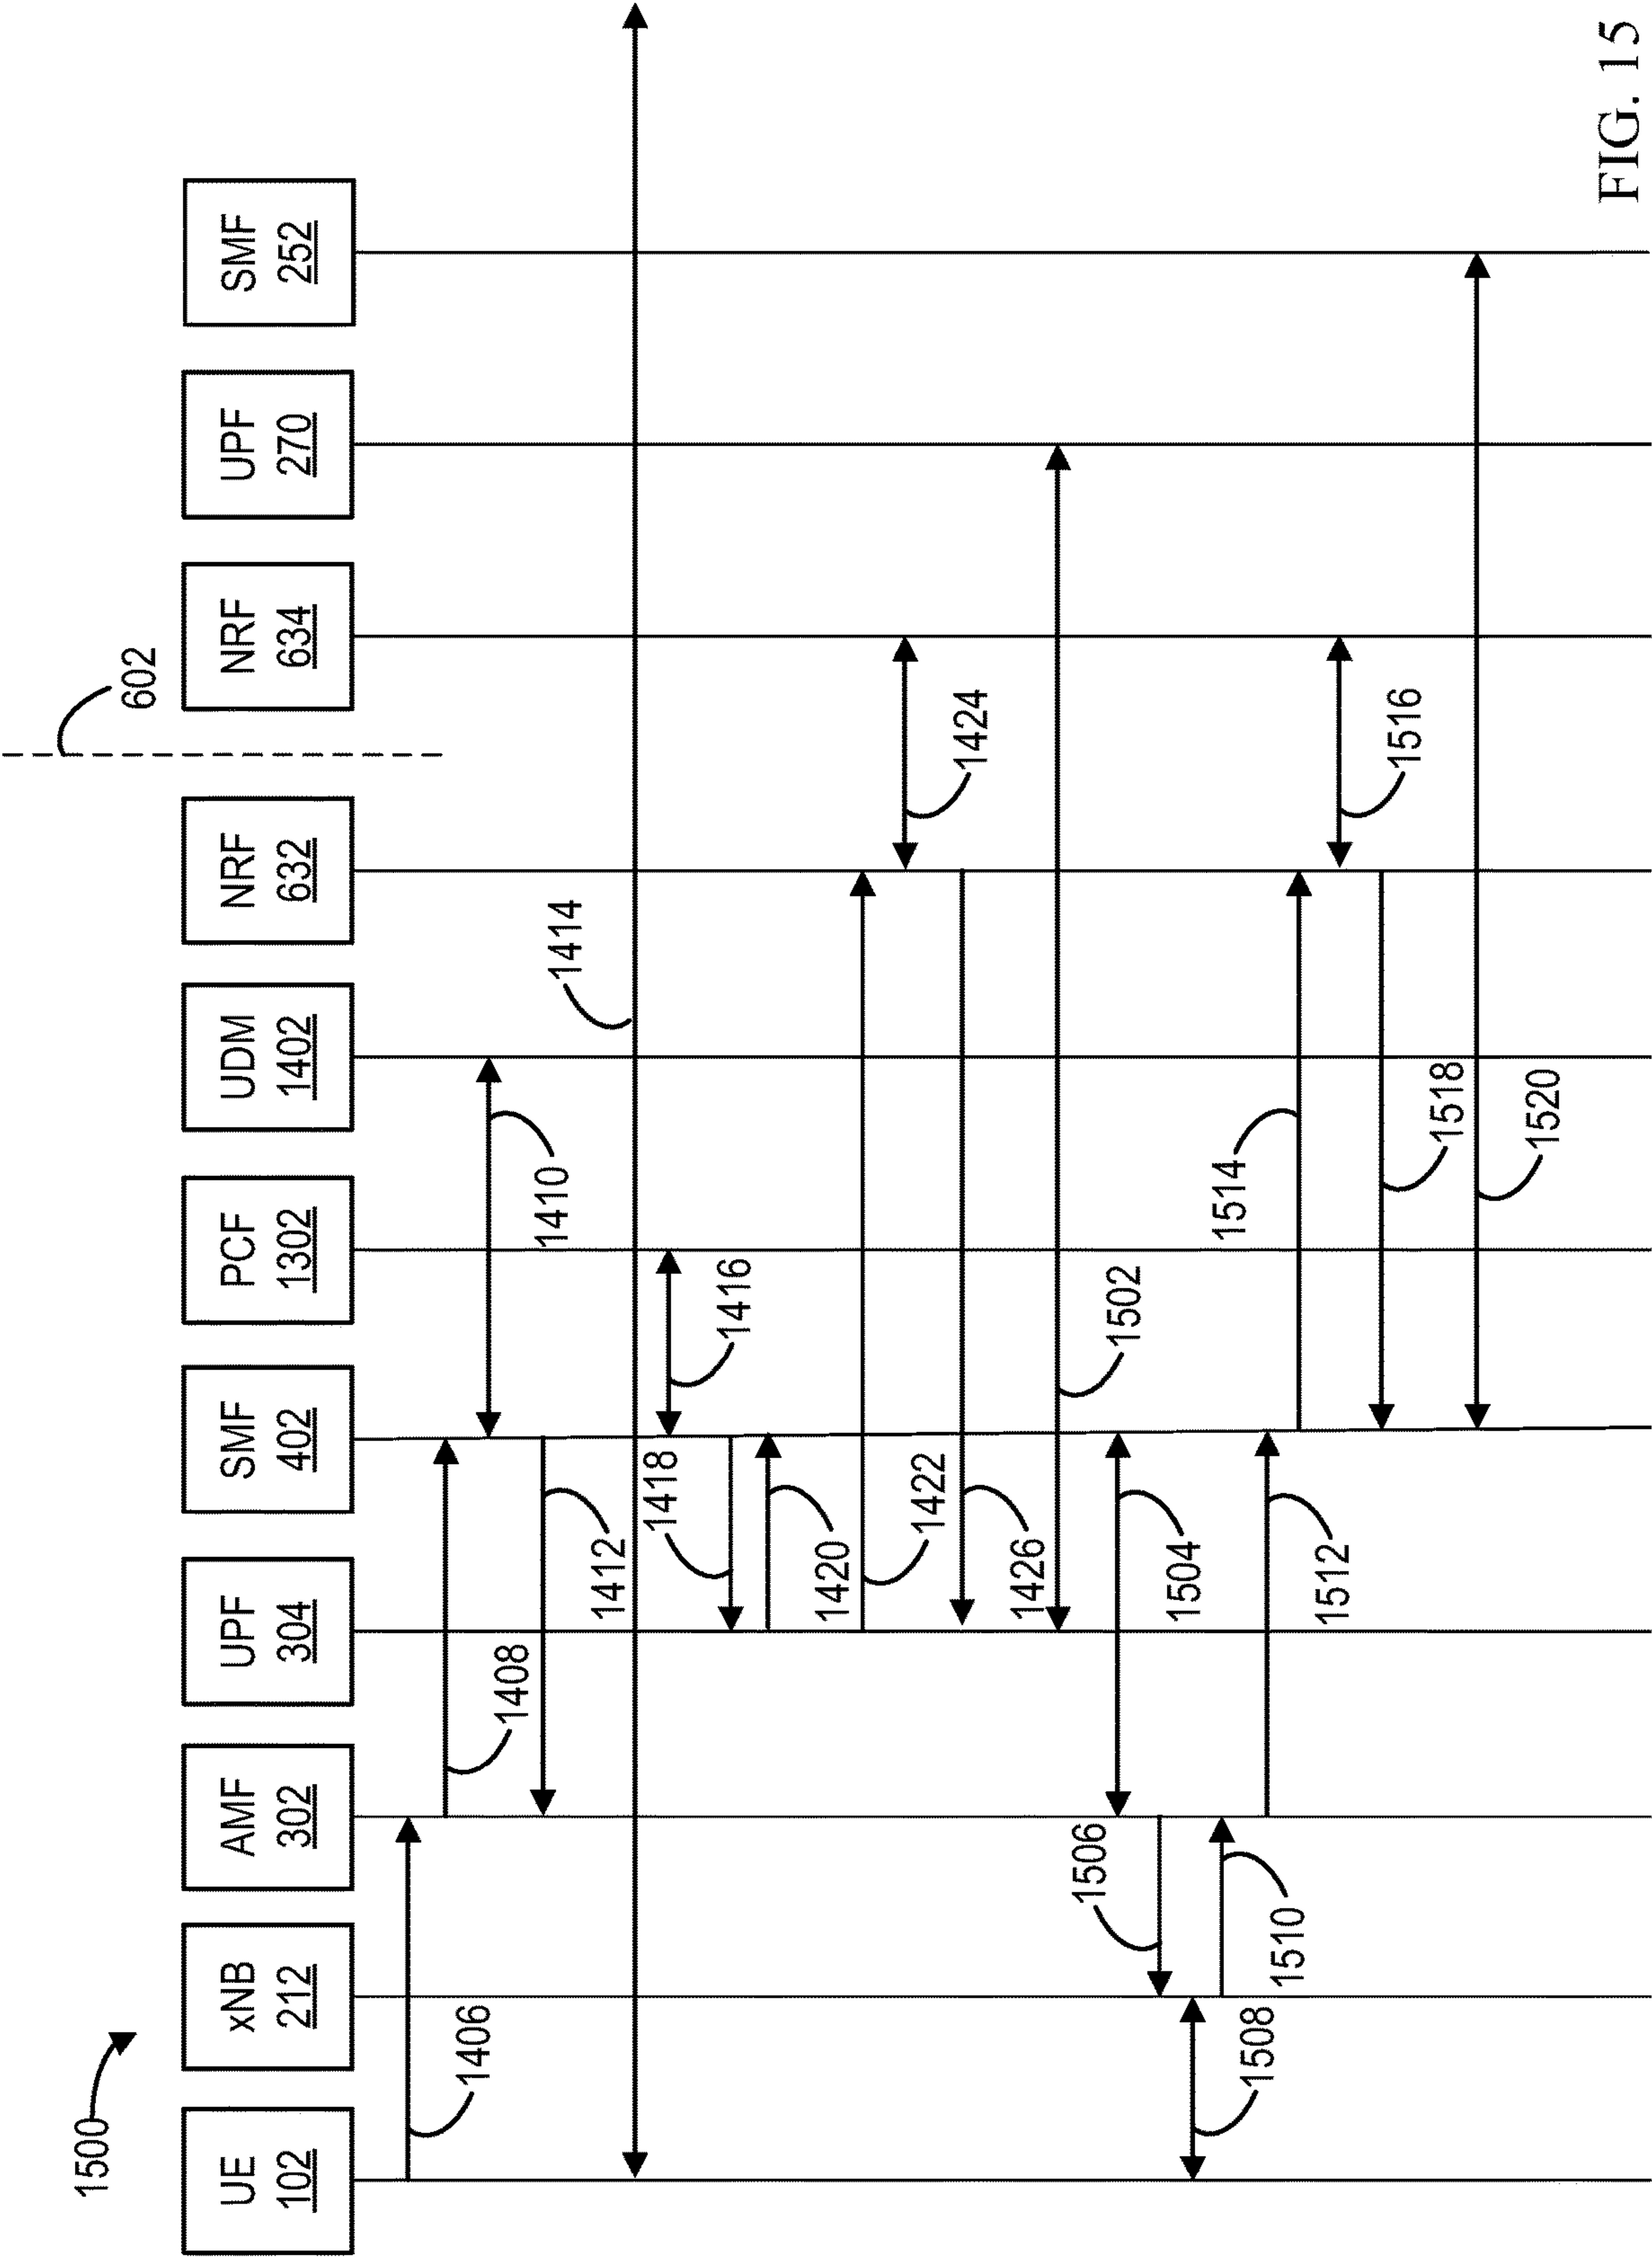 1500
602
UE
102
xNB
212
AMF
302
UPF
304
SMF
402
PCF
1302
UDM
1402
NRF
632
NRF
634
UPF
270
SMF
252
1406
1408
1410
1412
1414
1416
1418
1420
1422
1424
1426
1502
1504
1506
1508
1510
1512
1514
1516
1518
1520
FIG. 15